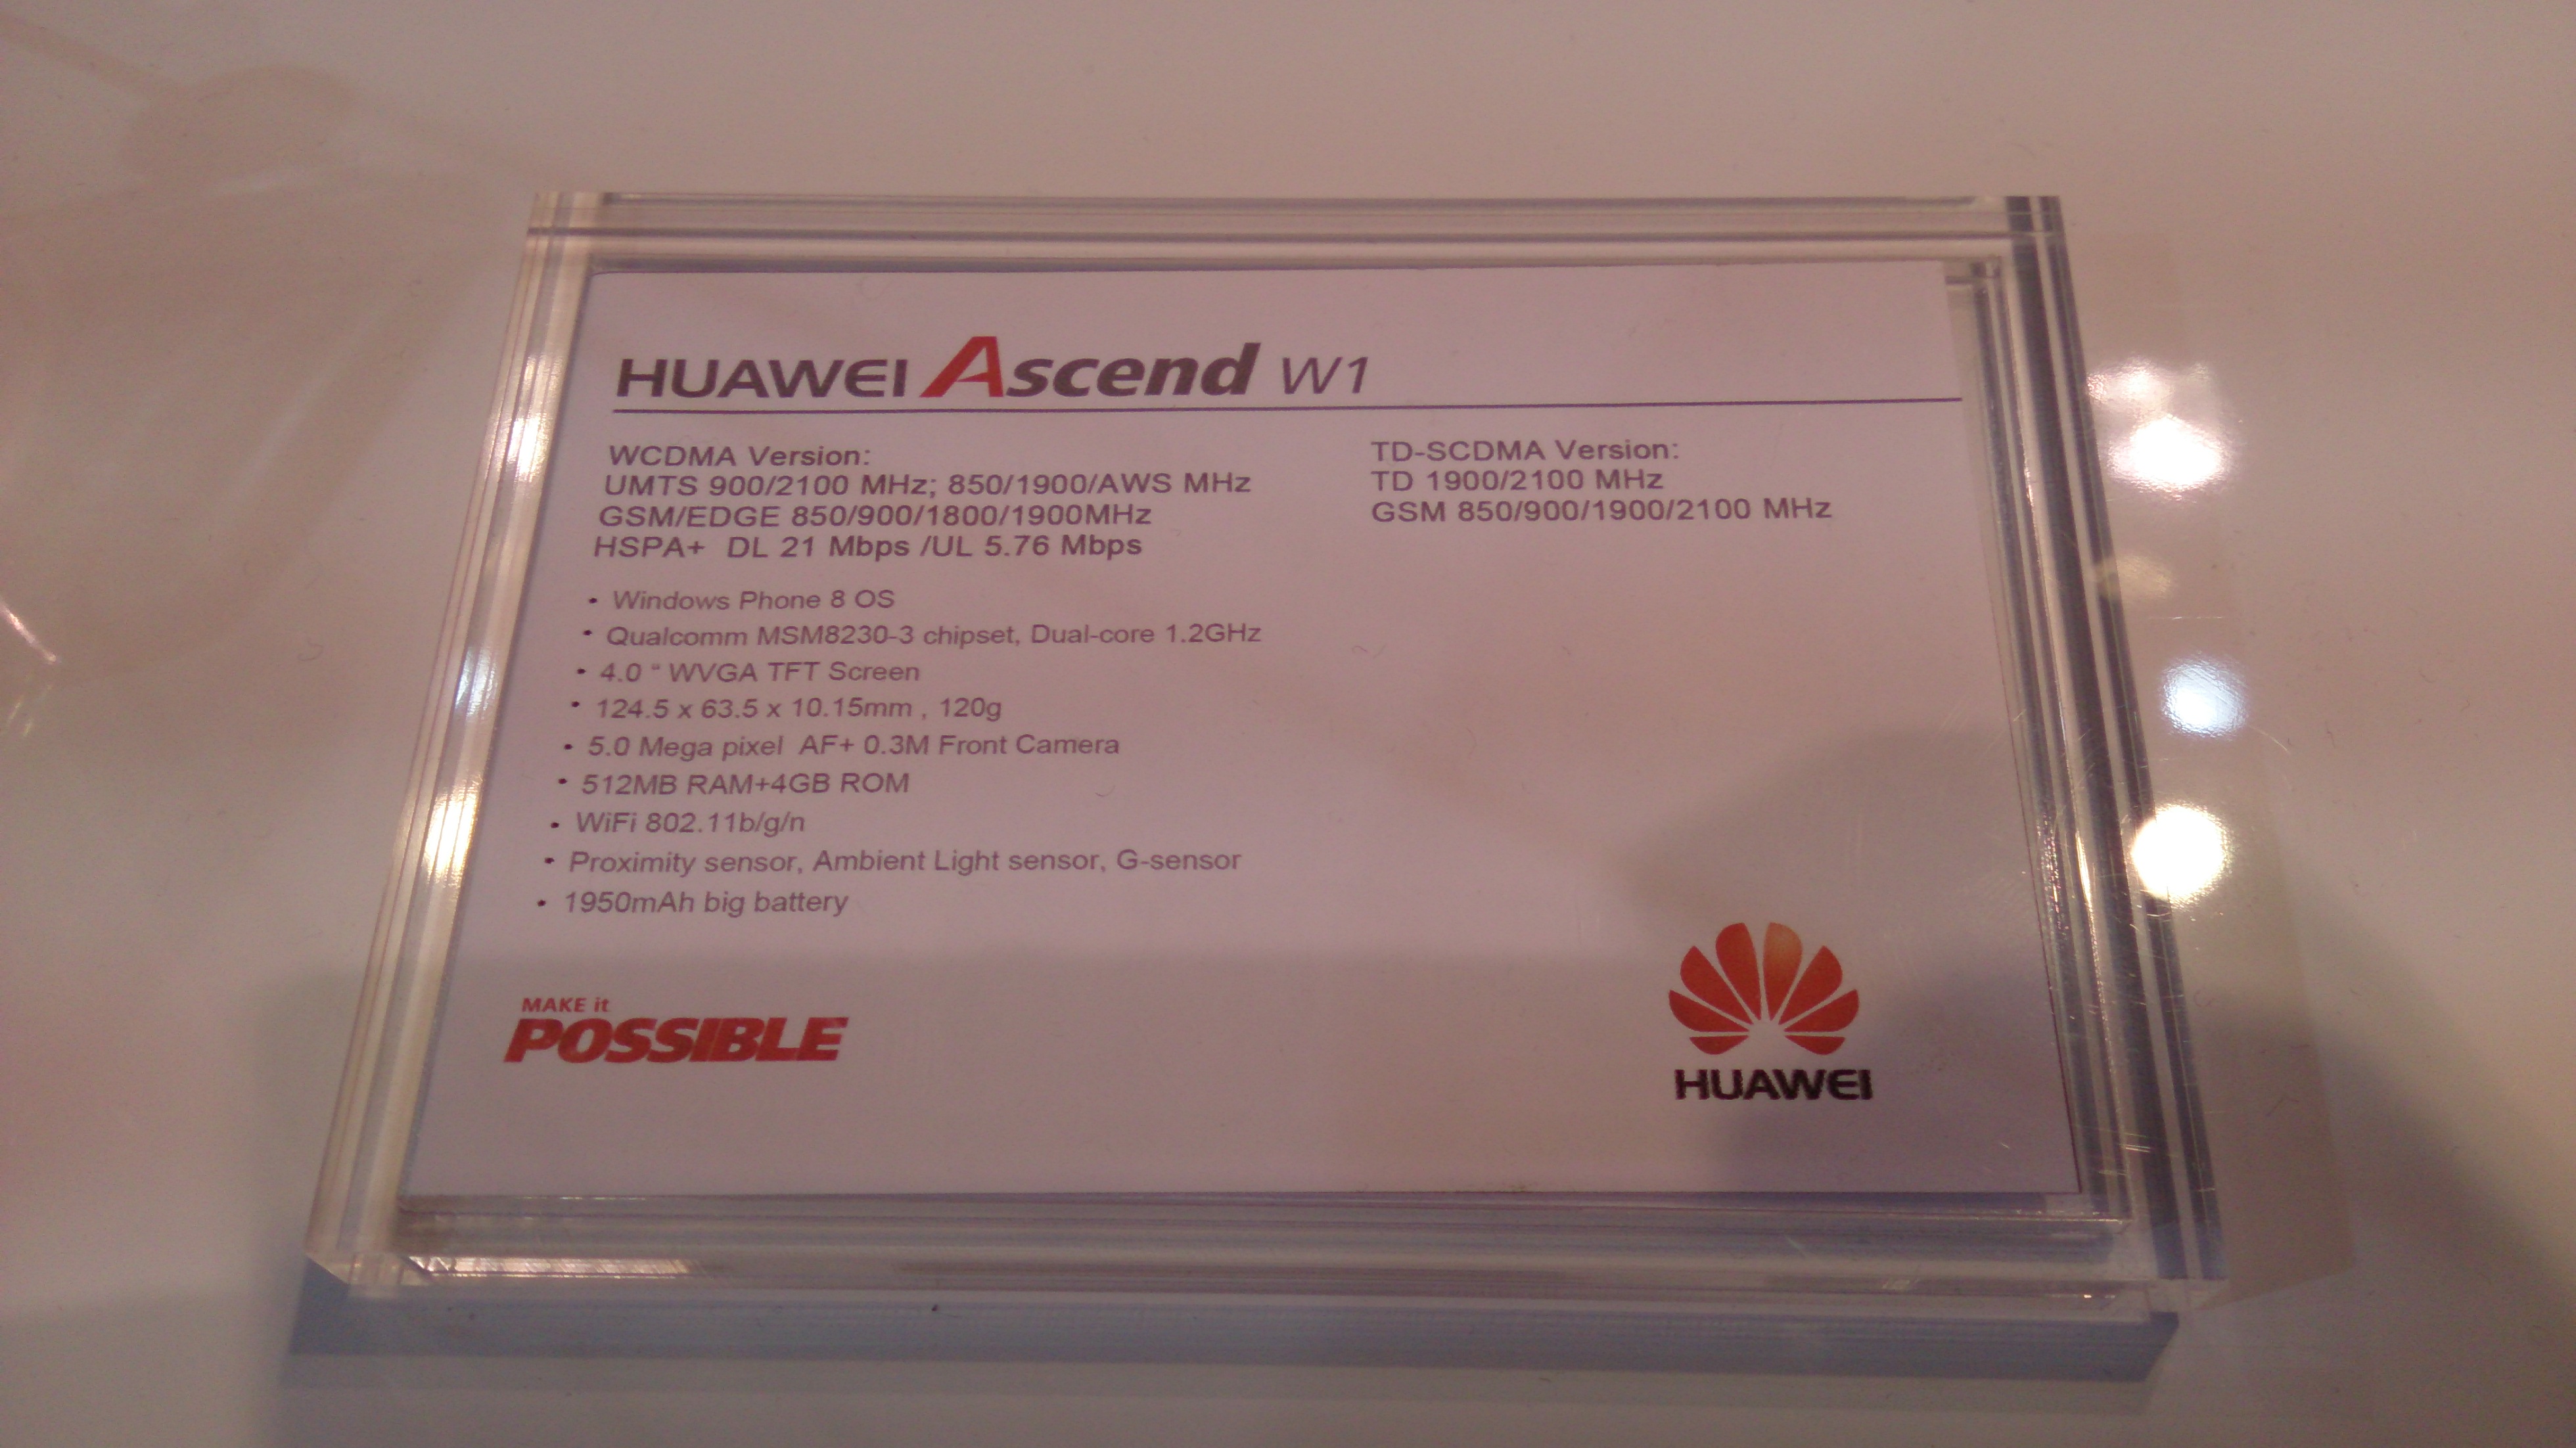 HUAWEI Ascend W1
WCDMA Version:
UMTS 900/2100 MHz; 850/1900/AWS MHz
GSM/EDGE 850/900/1800/1900MHz
HSPA+ DL 21 Mbps /UL 5.76 Mbps
TD-SCDMA Version:
TD 1900/2100 MHz
GSM 850/900/1900/2100 MHz
• Windows Phone 8 OS
• Qualcomm MSM8230-3 chipset, Dual-core 1.2GHz
• 4.0 “ WVGA TFT Screen
• 124.5 x 63.5 x 10.15mm , 120g
• 5.0 Mega pixel AF+ 0.3M Front Camera
• 512MB RAM+4GB ROM
• WiFi 802.11b/g/n
• Proximity sensor, Ambient Light sensor, G-sensor
• 1950mAh big battery
MAKE it
POSSIBLE
HUAWEI